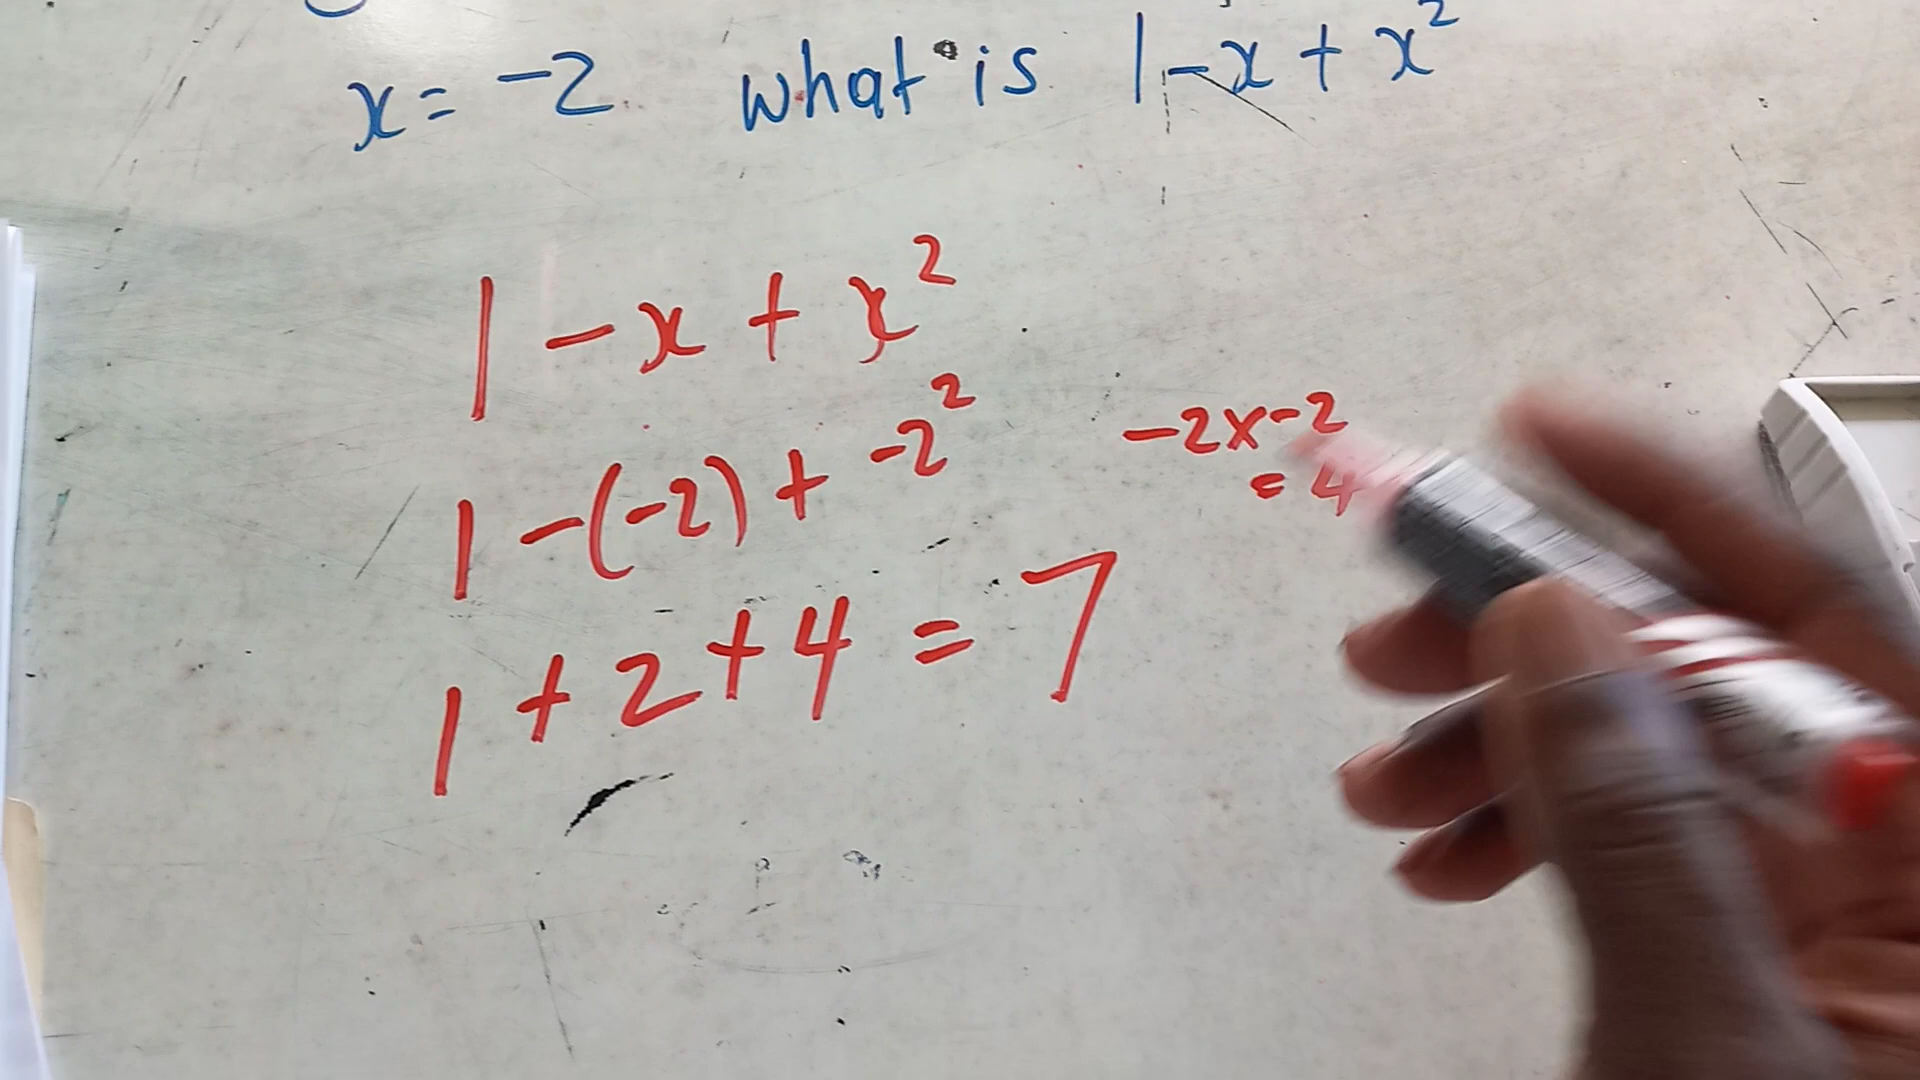 x = -2 what is 1-x + x²
1 - x + x²
1 -(-2) + -2²
-2x-2
= 4
1 + 2 + 4 = 7